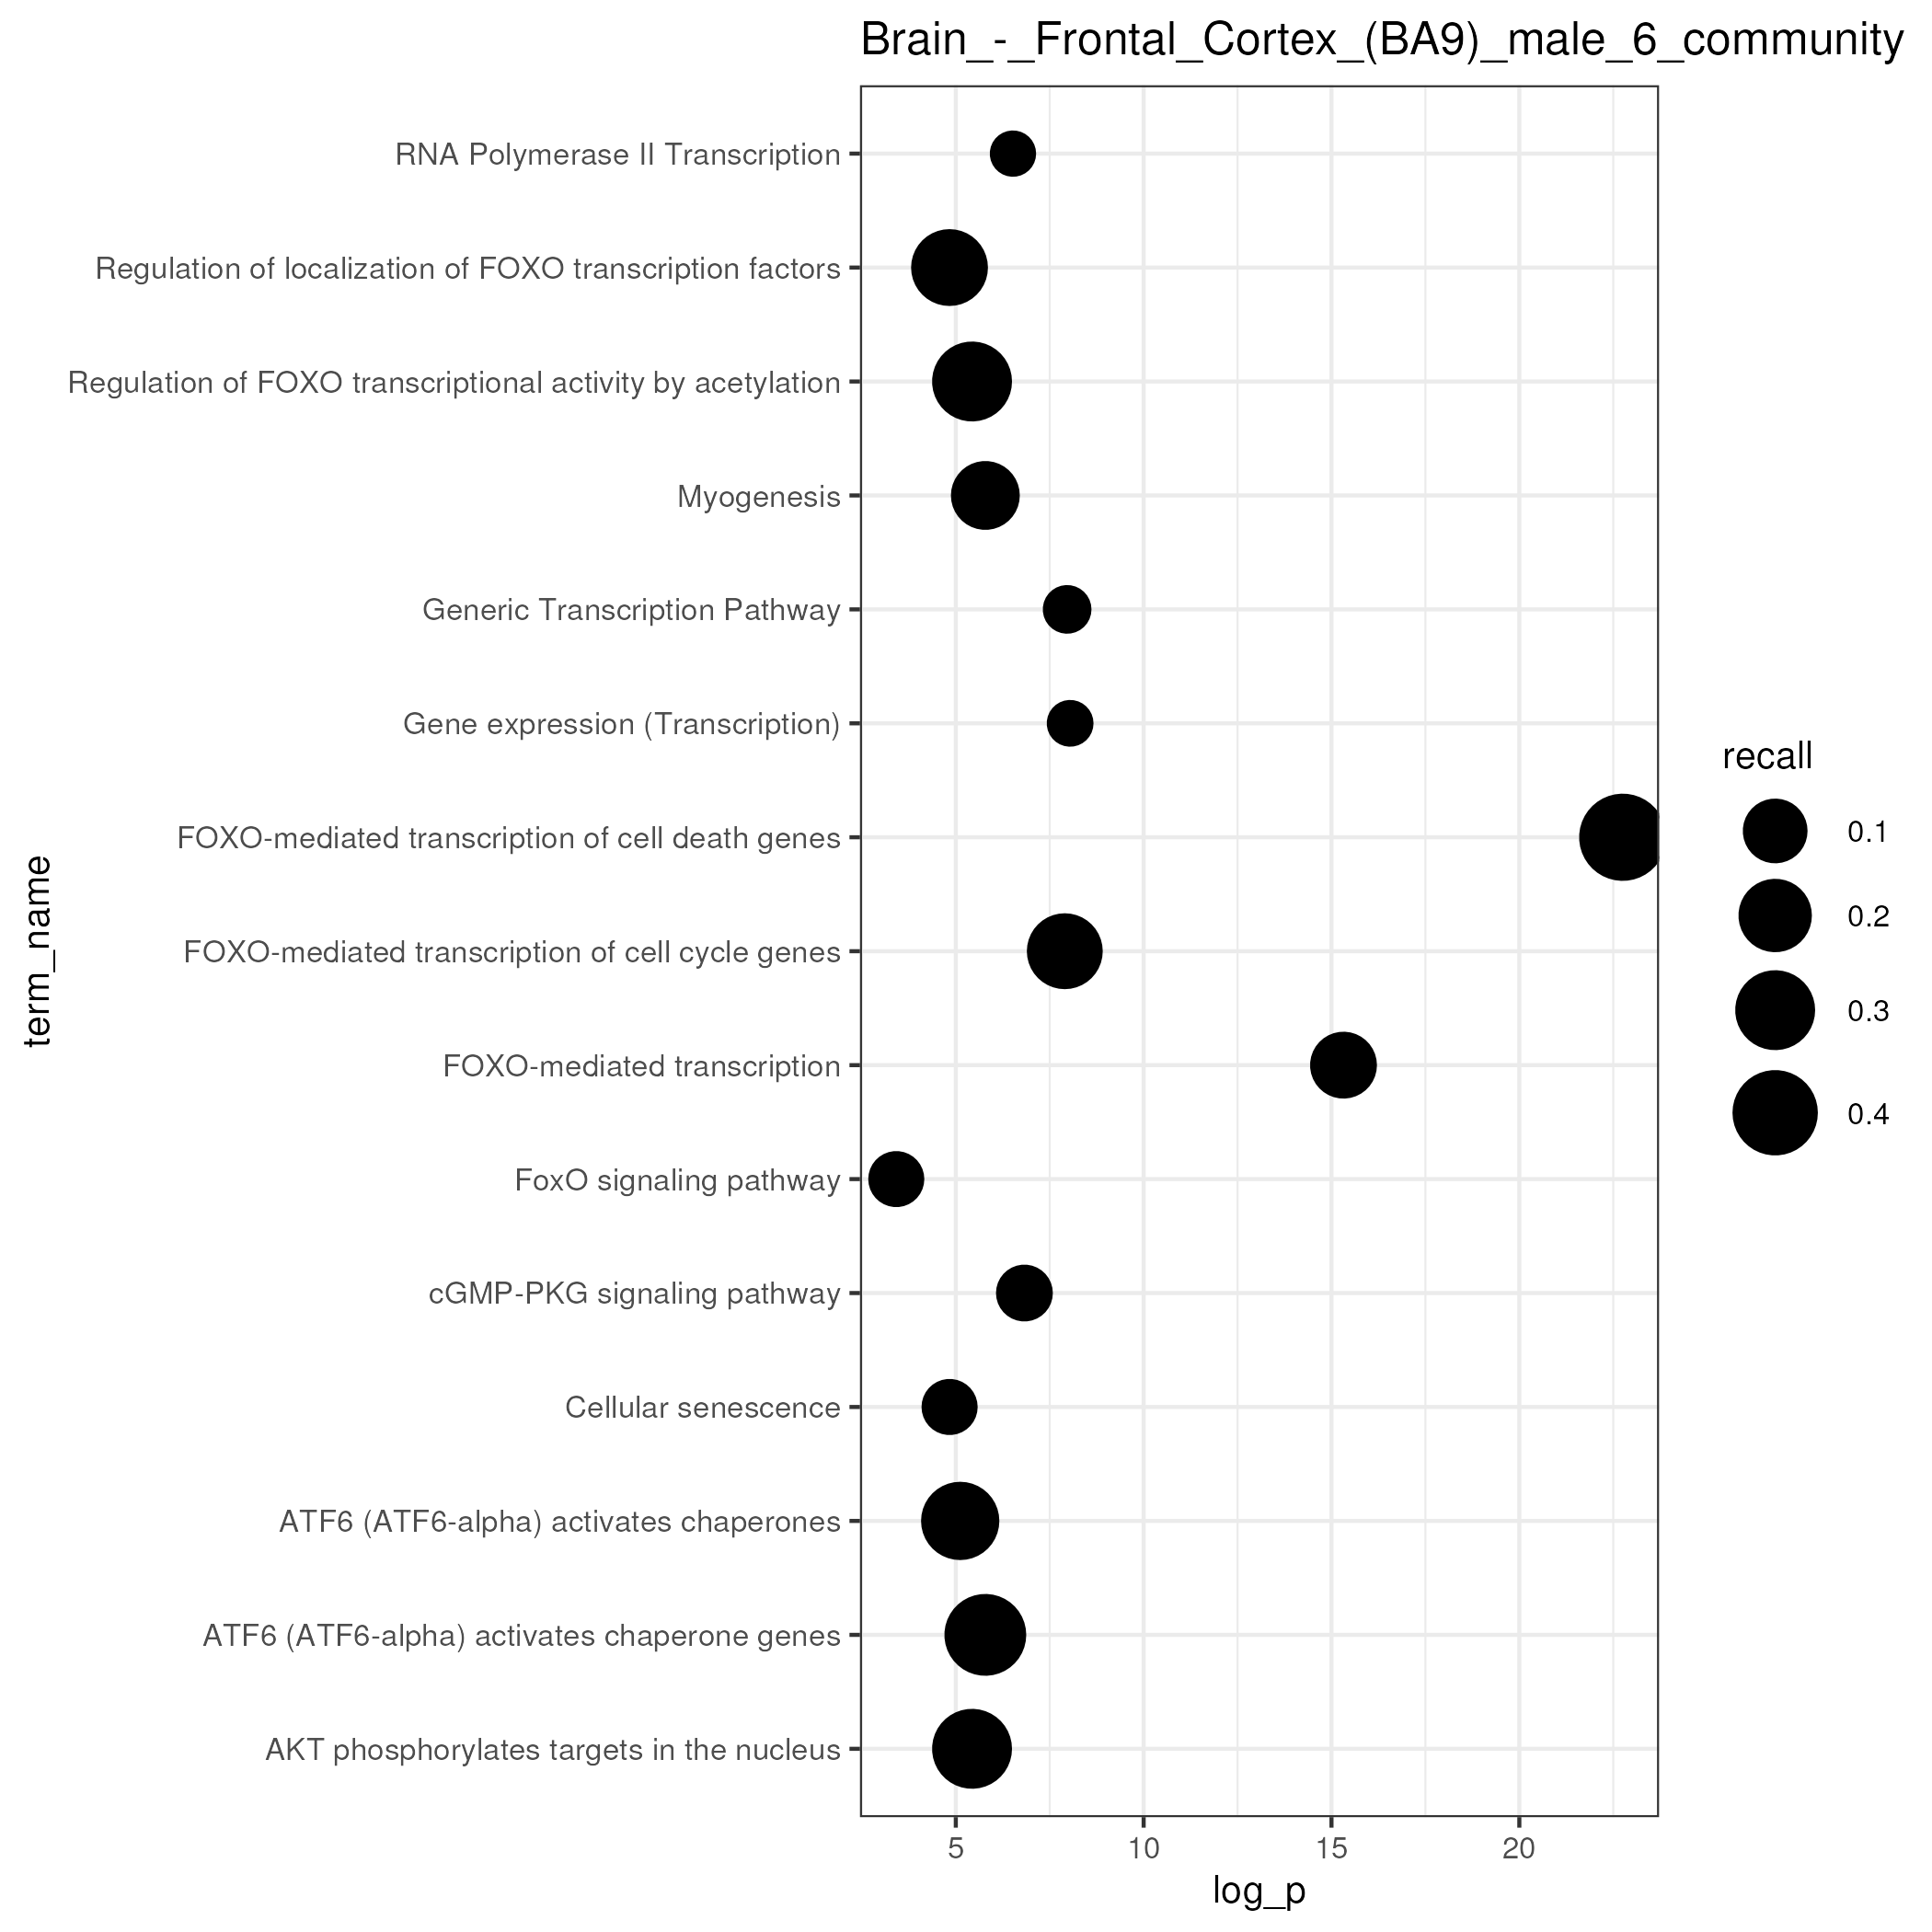 Brain_-_Frontal_Cortex_(BA9)_male_6_community
RNA Polymerase II Transcription
Regulation of localization of FOXO transcription factors
Regulation of FOXO transcriptional activity by acetylation
Myogenesis
Generic Transcription Pathway
Gene expression (Transcription)
FOXO-mediated transcription of cell death genes
FOXO-mediated transcription of cell cycle genes
FOXO-mediated transcription
FoxO signaling pathway
cGMP-PKG signaling pathway
Cellular senescence
ATF6 (ATF6-alpha) activates chaperones
ATF6 (ATF6-alpha) activates chaperone genes
AKT phosphorylates targets in the nucleus
term_name
5 10 15 20
log_p
recall
0.1
0.2
0.3
0.4